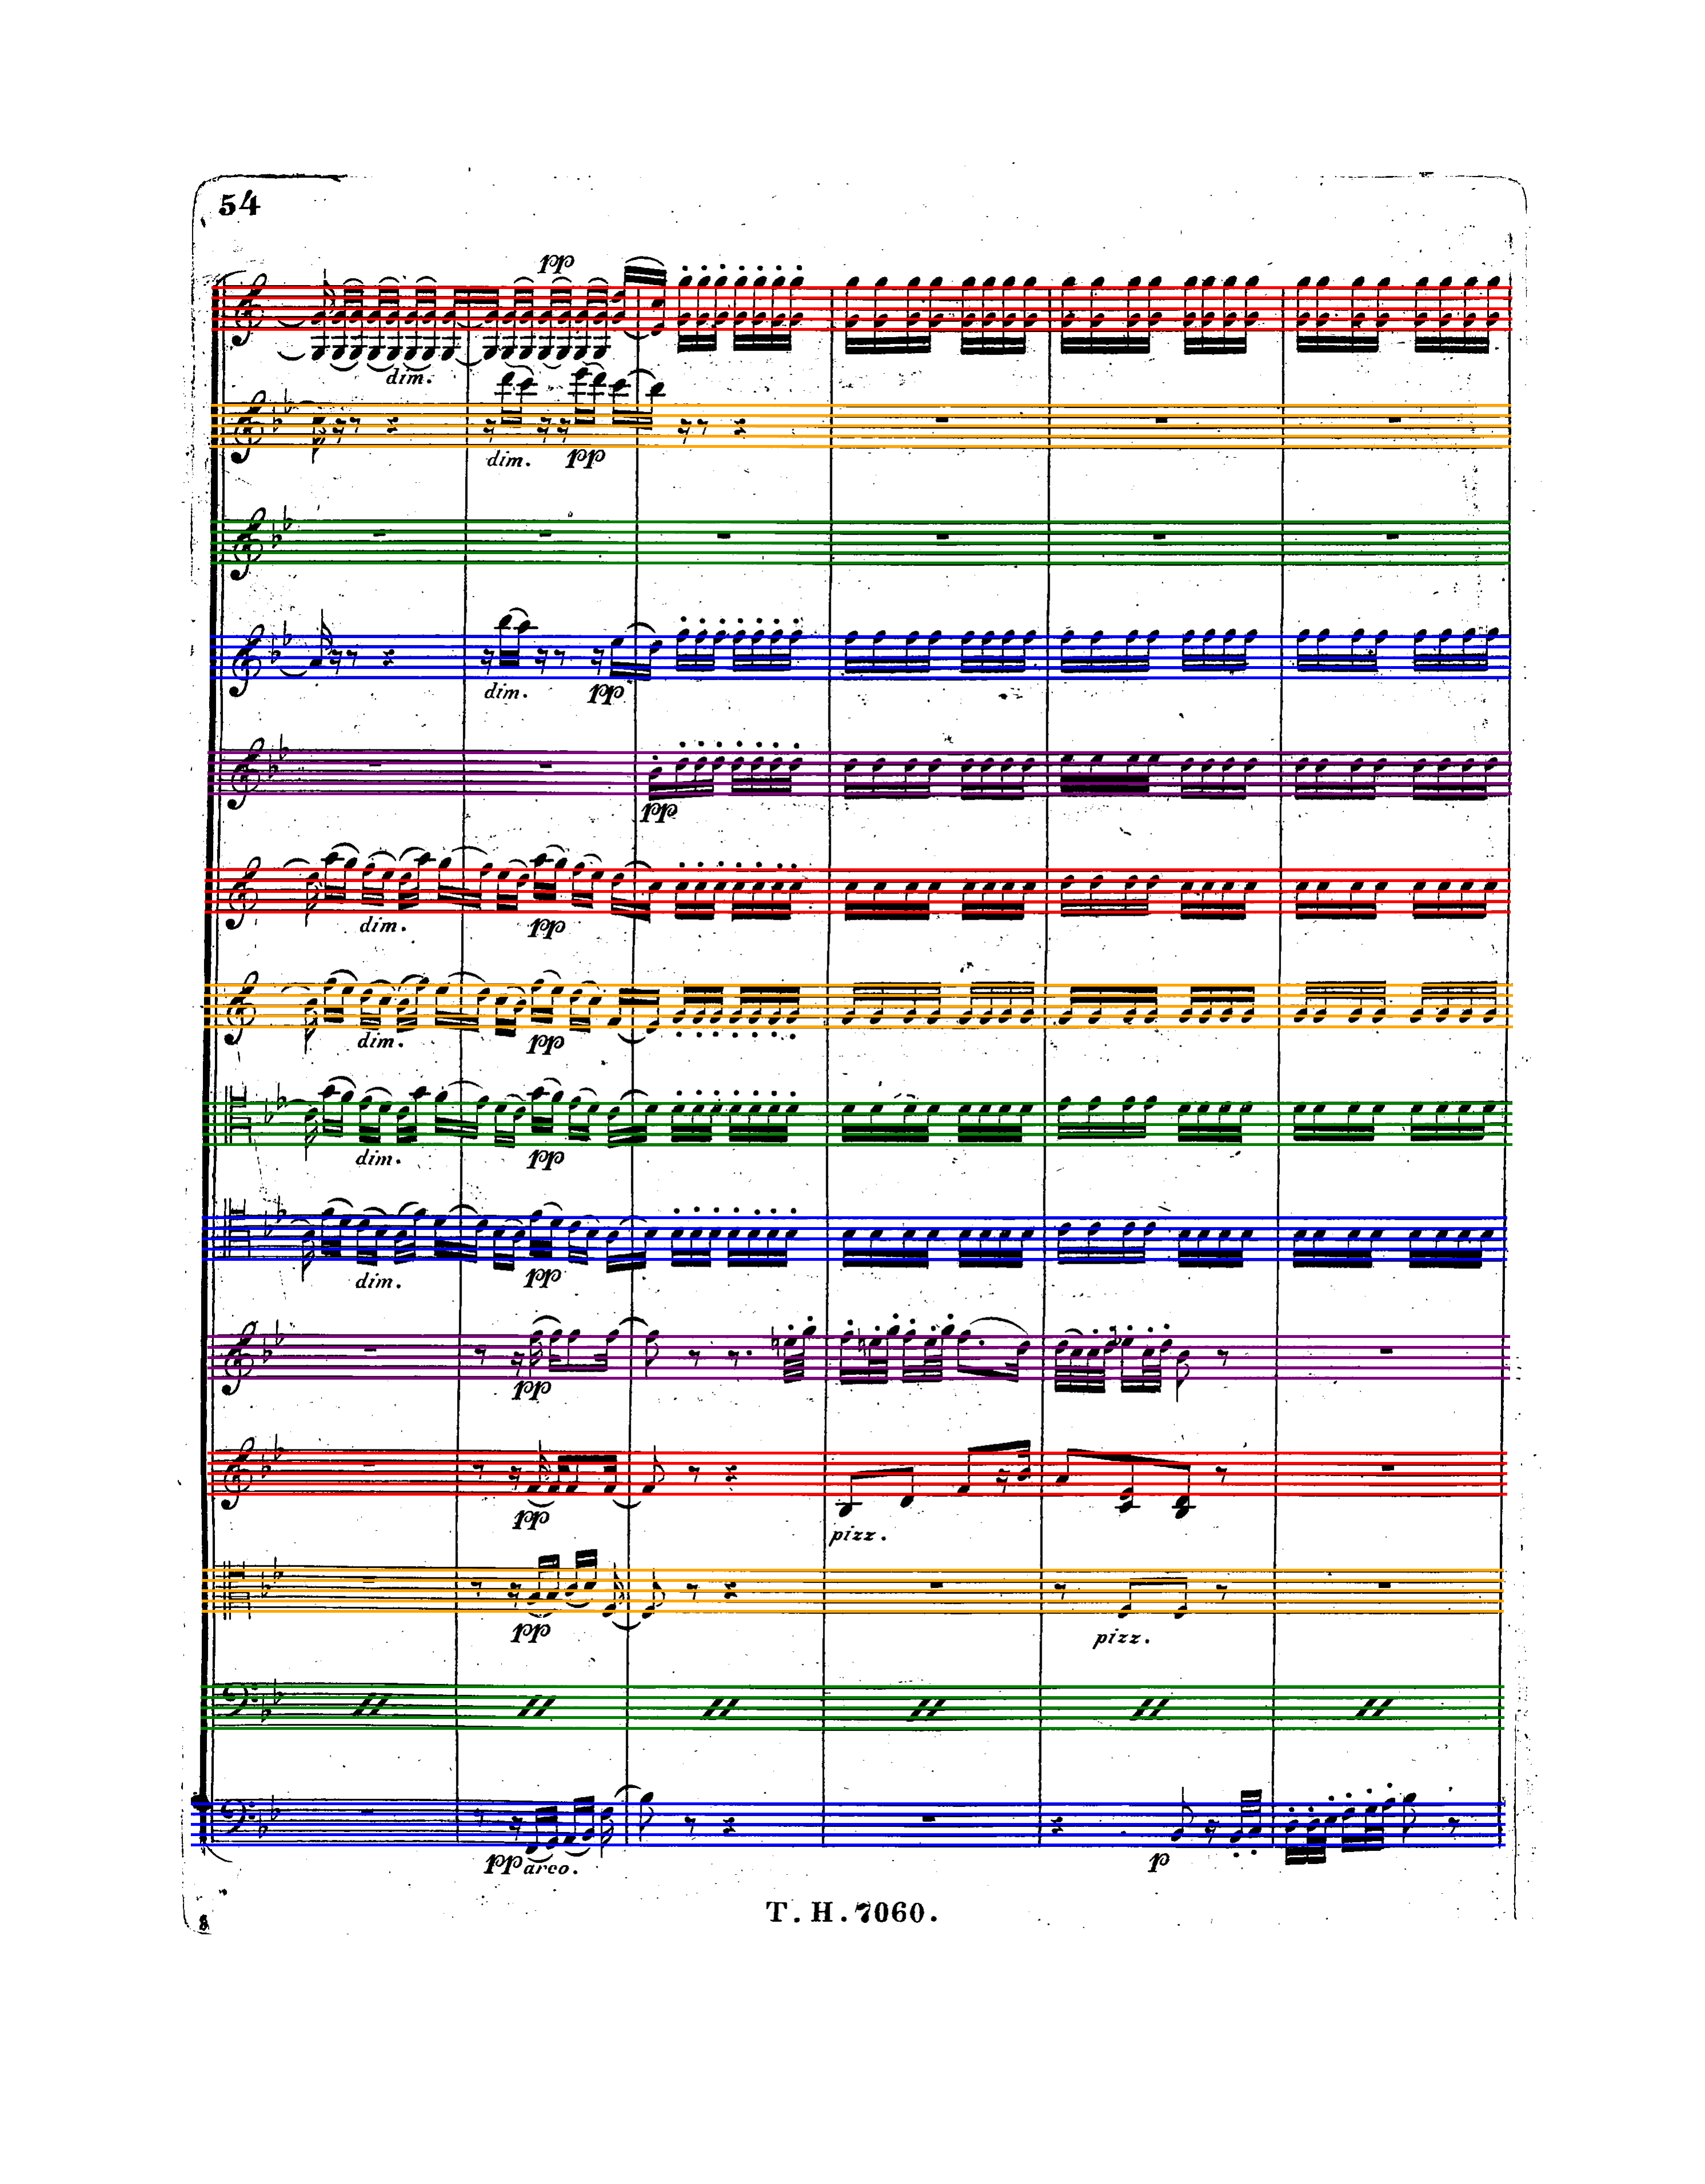 54
pp
dim.
dim. pp
dim. pp
pp
dim. pp
dim. pp
dim. pp
dim. pp
pp
pp pizz.
pp pizz.
pp arco. p
T. H. 7060.
8